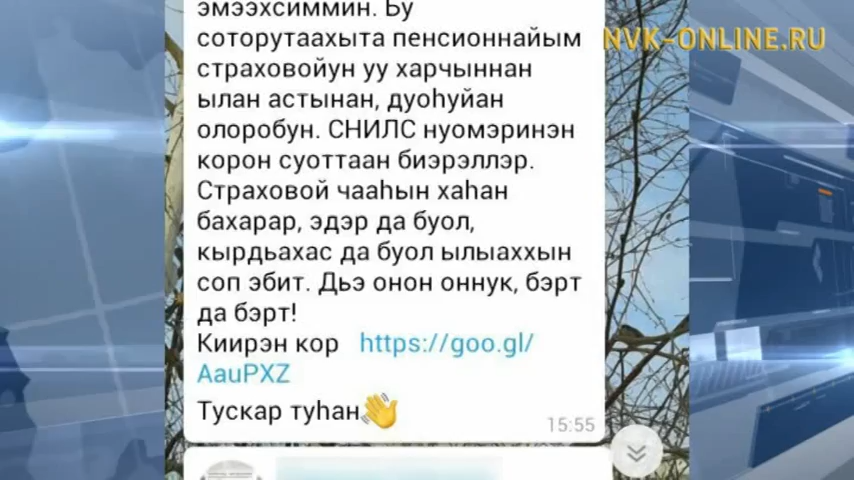 эмээхсиммин. Бу
соторутаахыта пенсионнайым
страховойун уу харчыннан
ылан астынан, дуоһуйан
олоробун. СНИЛС нуомэринэн
корон суоттаан биэрэллэр.
Страховой чааһын хаһан
бахарар, эдэр да буол,
кырдьахас да буол ылыаххын
соп эбит. Дьэ онон оннук, бэрт
да бэрт!
Киирэн кор https://goo.gl/
AauPXZ
Тускар туһан👋
15:55
NVK-ONLINE.RU